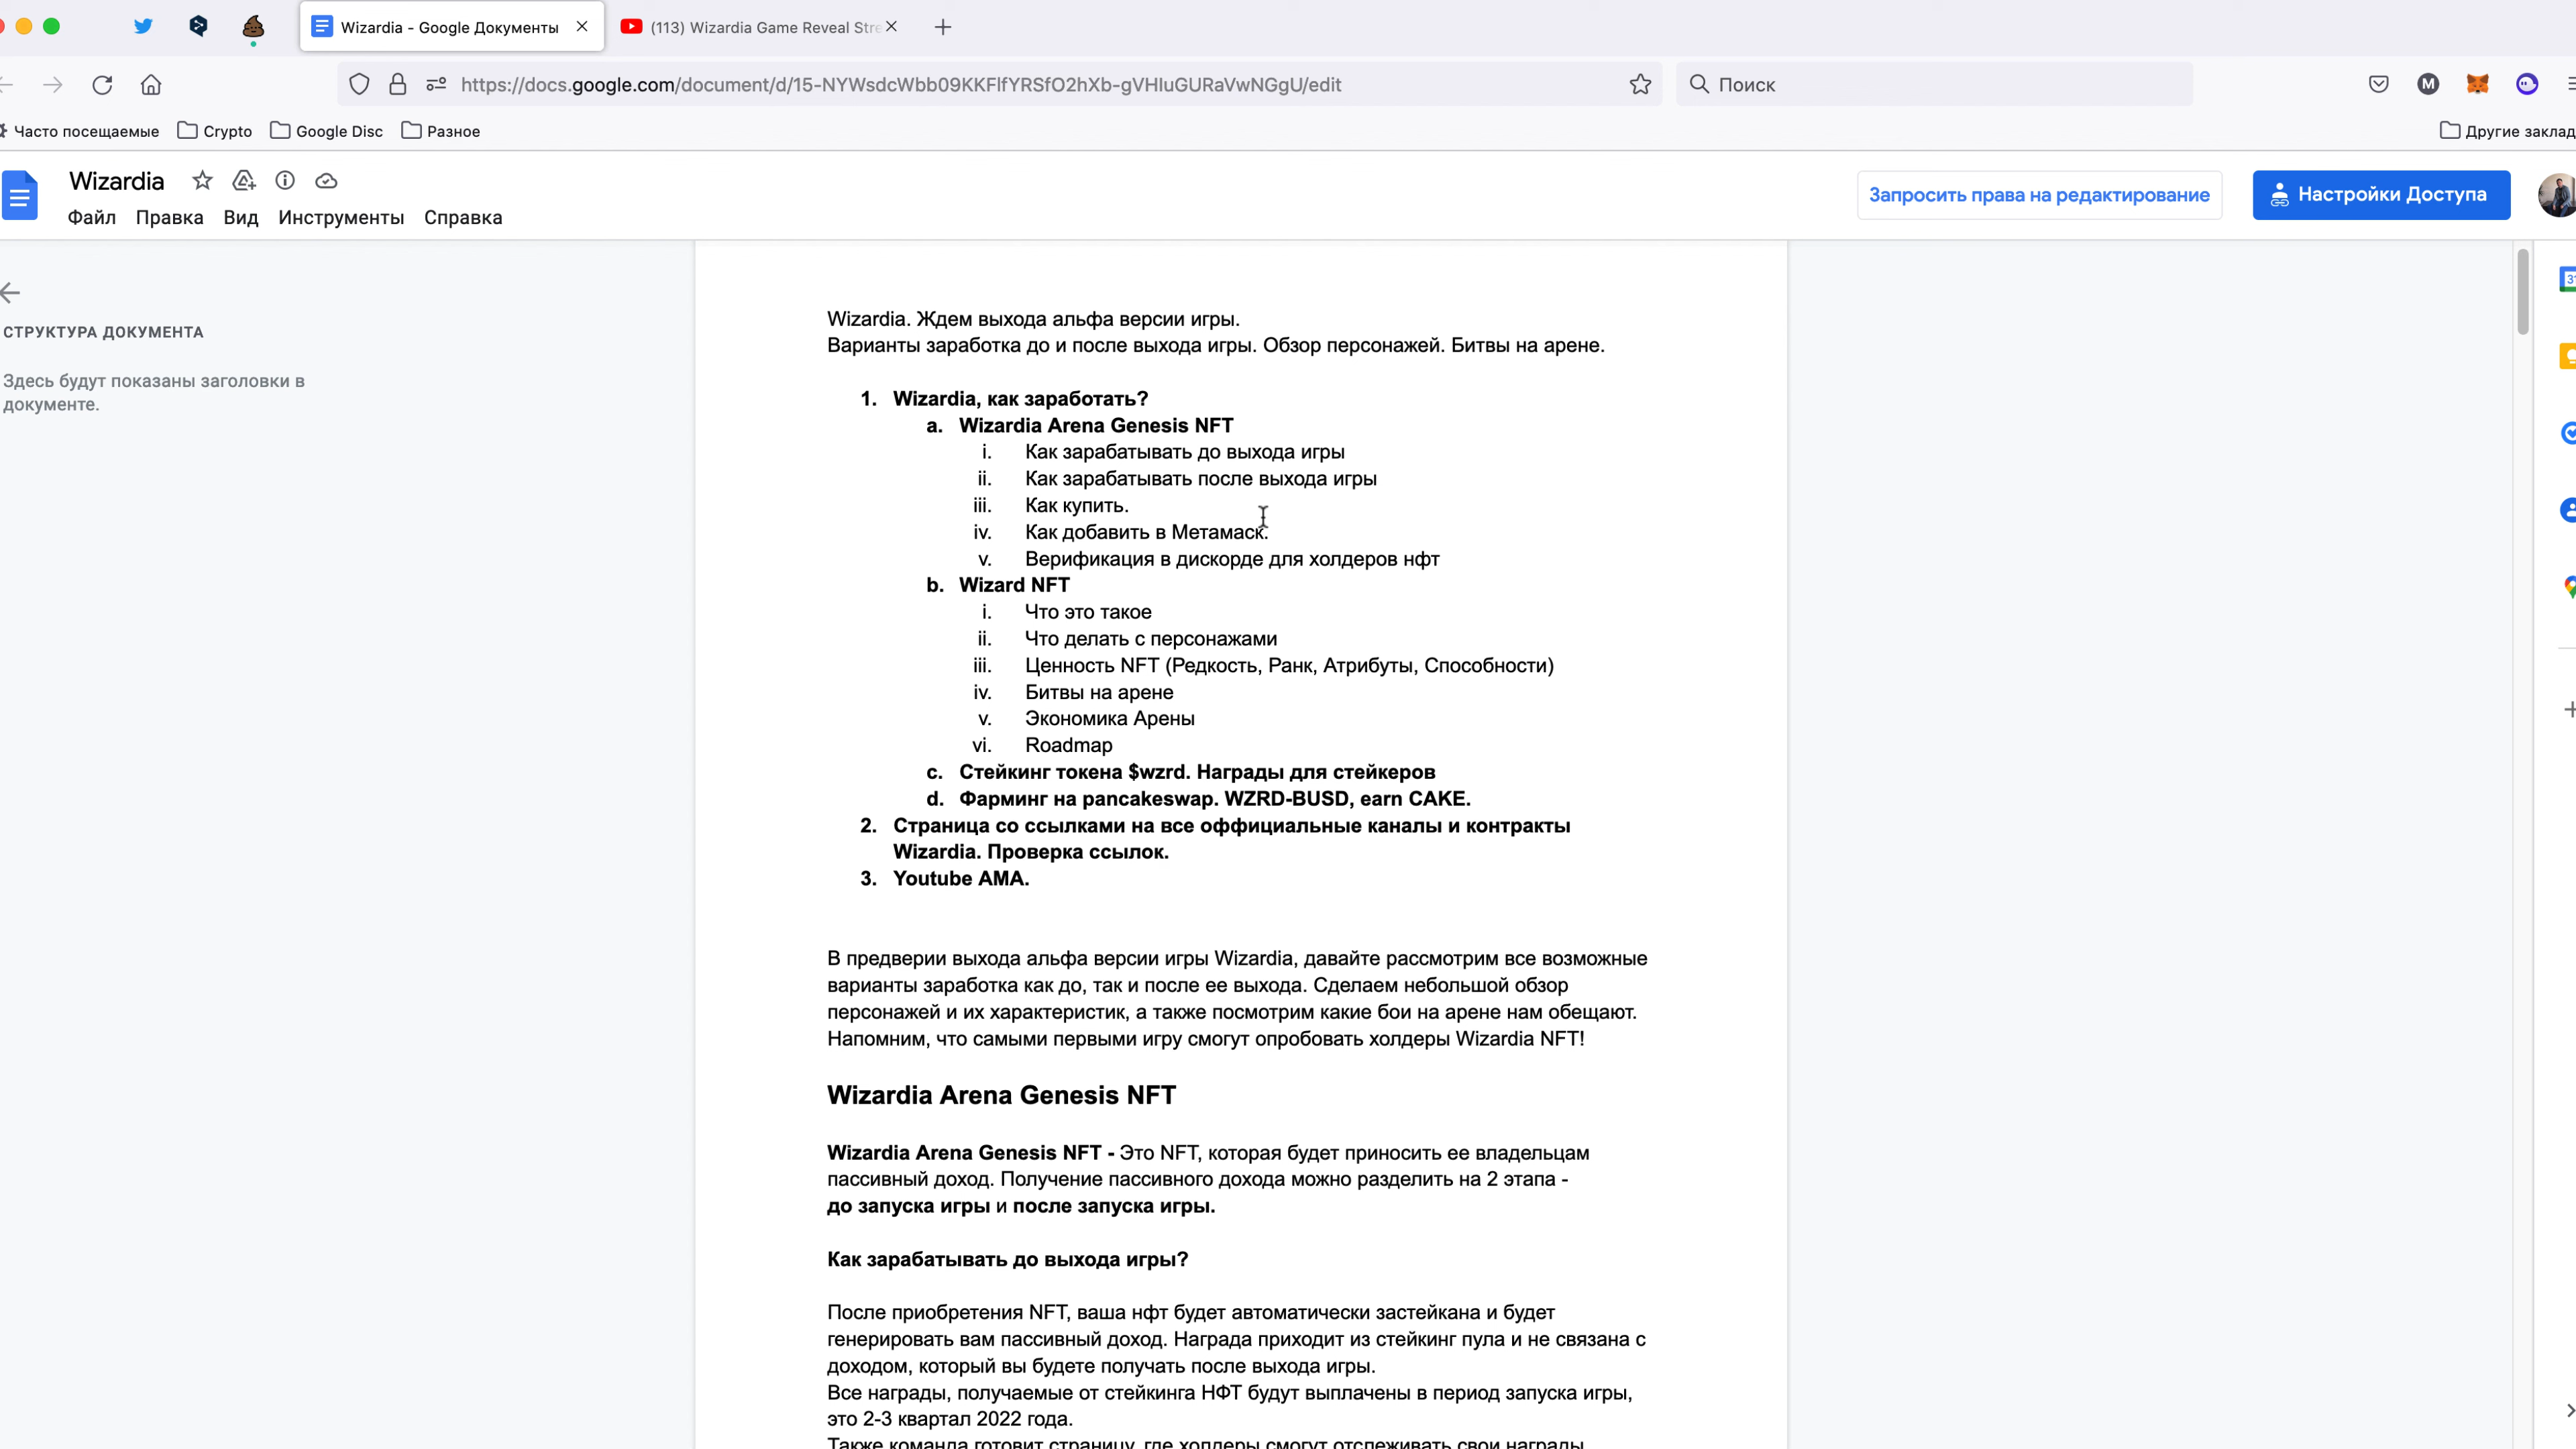 Wizardia - Google Документы
(113) Wizardia Game Reveal Stre
https://docs.google.com/document/d/15-NYWsdcWbb09KKFlfYRSfO2hXb-gVHIuGURaVwNGgU/edit
Поиск
M
Часто посещаемые
Crypto
Google Disc
Разное
Другие заклад
Wizardia
Файл Правка Вид Инструменты Справка
Запросить права на редактирование
Настройки Доступа
СТРУКТУРА ДОКУМЕНТА
Здесь будут показаны заголовки в
документе.
Wizardia. Ждем выхода альфа версии игры.
Варианты заработка до и после выхода игры. Обзор персонажей. Битвы на арене.
1. Wizardia, как заработать?
a. Wizardia Arena Genesis NFT
i. Как зарабатывать до выхода игры
ii. Как зарабатывать после выхода игры
iii. Как купить.
iv. Как добавить в Метамаск.
v. Верификация в дискорде для холдеров нфт
b. Wizard NFT
i. Что это такое
ii. Что делать с персонажами
iii. Ценность NFT (Редкость, Ранк, Атрибуты, Способности)
iv. Битвы на арене
v. Экономика Арены
vi. Roadmap
c. Стейкинг токена $wzrd. Награды для стейкеров
d. Фарминг на pancakeswap. WZRD-BUSD, earn CAKE.
2. Страница со ссылками на все оффициальные каналы и контракты
Wizardia. Проверка ссылок.
3. Youtube AMA.
В предверии выхода альфа версии игры Wizardia, давайте рассмотрим все возможные
варианты заработка как до, так и после ее выхода. Сделаем небольшой обзор
персонажей и их характеристик, а также посмотрим какие бои на арене нам обещают.
Напомним, что самыми первыми игру смогут опробовать холдеры Wizardia NFT!
Wizardia Arena Genesis NFT
Wizardia Arena Genesis NFT - Это NFT, которая будет приносить ее владельцам
пассивный доход. Получение пассивного дохода можно разделить на 2 этапа -
до запуска игры и после запуска игры.
Как зарабатывать до выхода игры?
После приобретения NFT, ваша нфт будет автоматически застейкана и будет
генерировать вам пассивный доход. Награда приходит из стейкинг пула и не связана с
доходом, который вы будете получать после выхода игры.
Все награды, получаемые от стейкинга НФТ будут выплачены в период запуска игры,
это 2-3 квартал 2022 года.
Также команда готовит страницу, где холдеры смогут отслеживать свои награды